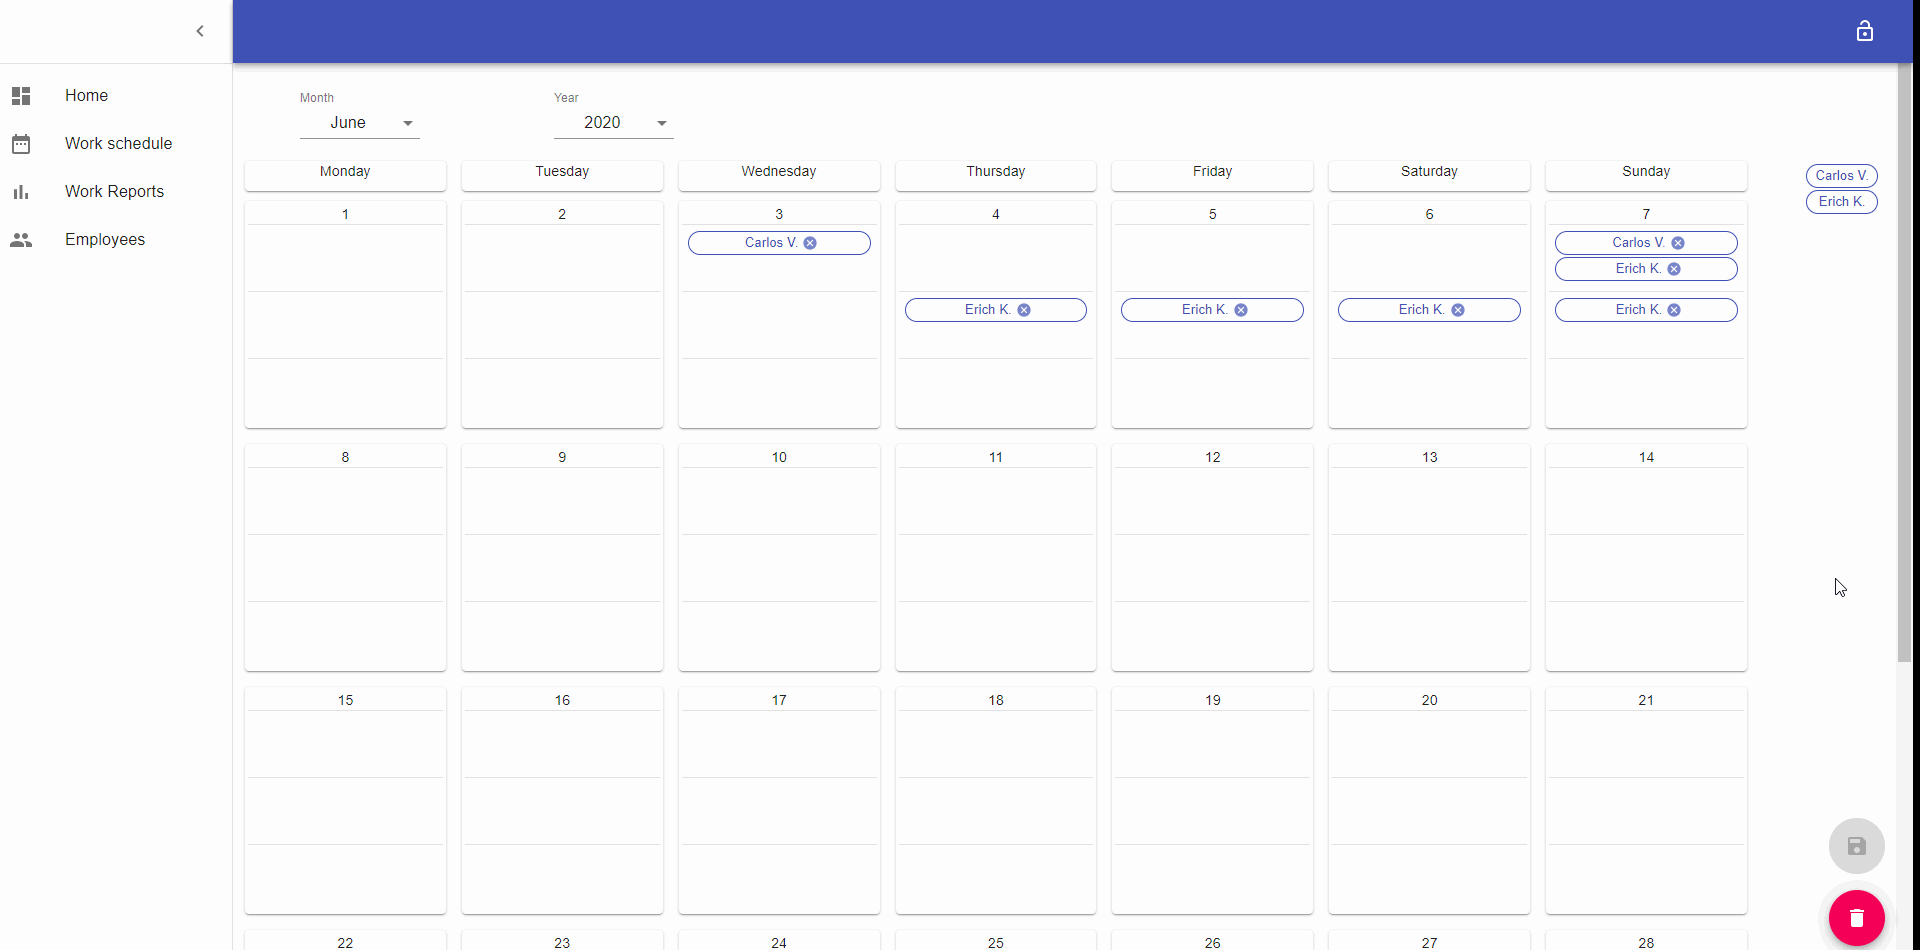 Home
Work schedule
Work Reports
Employees
Month
June
Year
2020
Monday Tuesday Wednesday Thursday Friday Saturday Sunday
Carlos V.
Erich K.
1 2 3 4 5 6 7
Carlos V. Carlos V.
Erich K.
Erich K. Erich K. Erich K. Erich K.
8 9 10 11 12 13 14
15 16 17 18 19 20 21
22 23 24 25 26 27 28